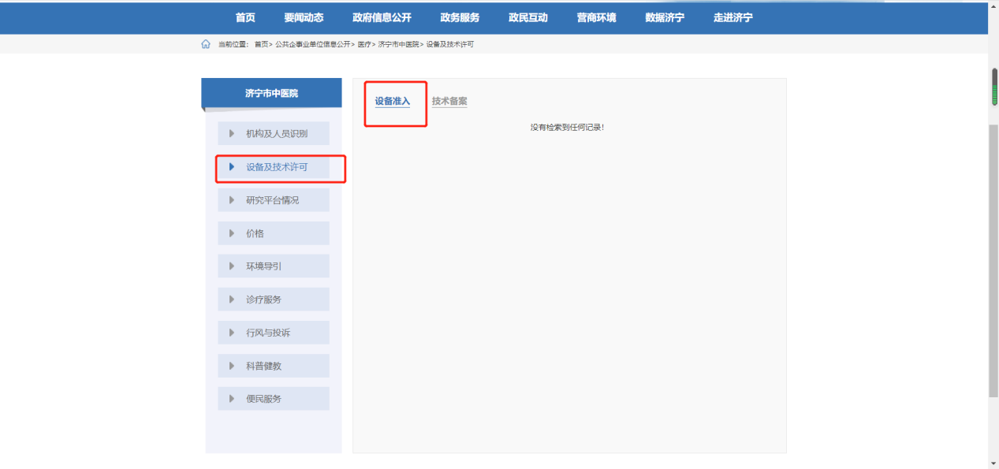 首页 要闻动态 政府信息公开 政务服务 政民互动 营商环境 数据济宁 走进济宁
当前位置： 首页> 公共企事业单位信息公开> 医疗> 济宁市中医院> 设备及技术许可
济宁市中医院
机构及人员识别
设备及技术许可
研究平台情况
价格
环境导引
诊疗服务
行风与投诉
科普健教
便民服务
设备准入 技术备案
没有检索到任何记录!